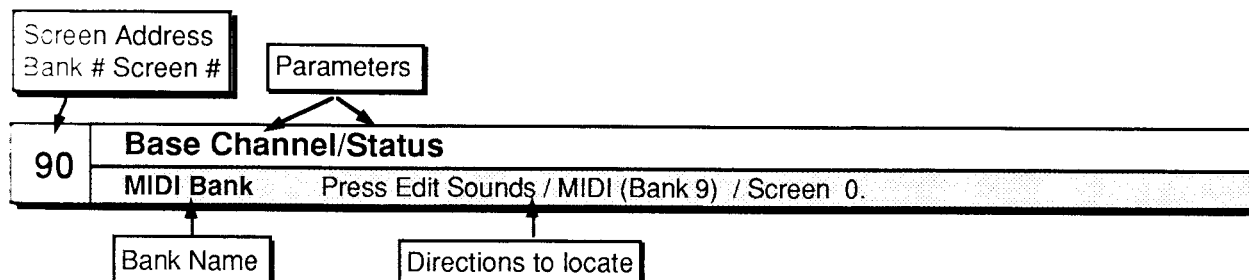 Screen Address
Bank # Screen #
Parameters
90
Base Channel/Status
MIDI Bank Press Edit Sounds / MIDI (Bank 9) / Screen 0.
Bank Name
Directions to locate